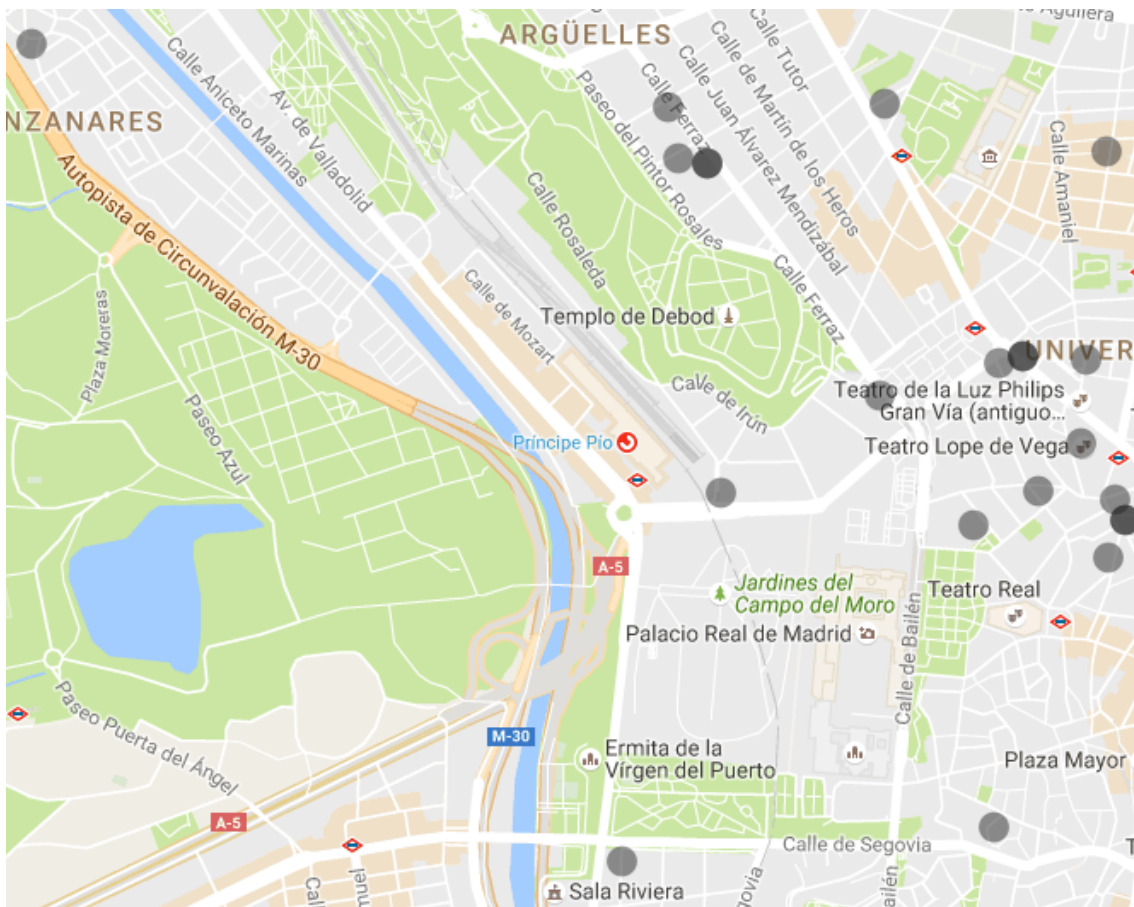 ARGÜELLES
Calle Tutor
Calle de Martín de los Heros
Calle Juan Álvarez Mendizábal
Calle Ferraz
Paseo del Pintor Rosales
Calle Aniceto Marinas
Av. de Valladolid
NZANARES
Autopista de Circunvalación M-30
Calle Amaniel
Calle Rosaleda
Calle de Mozart
Plaza Moreras
Templo de Debod
Calle Ferraz
UNIVER
Paseo Azul
Teatro de la Luz Philips
Gran Vía (antiguo...
Teatro Lope de Vega
Príncipe Pío
A-5
Jardines del
Campo del Moro
Teatro Real
Palacio Real de Madrid
Calle de Bailén
Paseo Puerta del Ángel
M-30
Ermita de la
Vírgen del Puerto
Plaza Mayor
A-5
Calle de Segovia
Sala Riviera